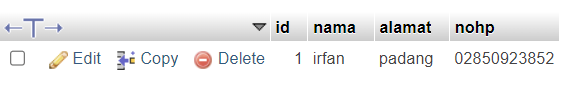 id nama alamat nohp
Edit Copy Delete 1 irfan padang 02850923852